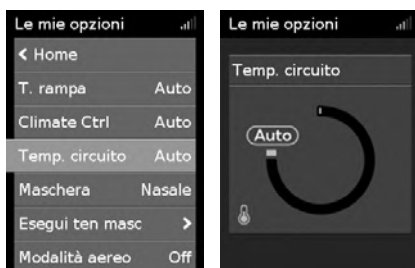 Le mie opzioni
< Home
T. rampa Auto
Climate Ctrl Auto
Temp. circuito Auto
Maschera Nasale
Esegui ten masc >
Modalità aereo Off
Le mie opzioni
Temp. circuito
Auto